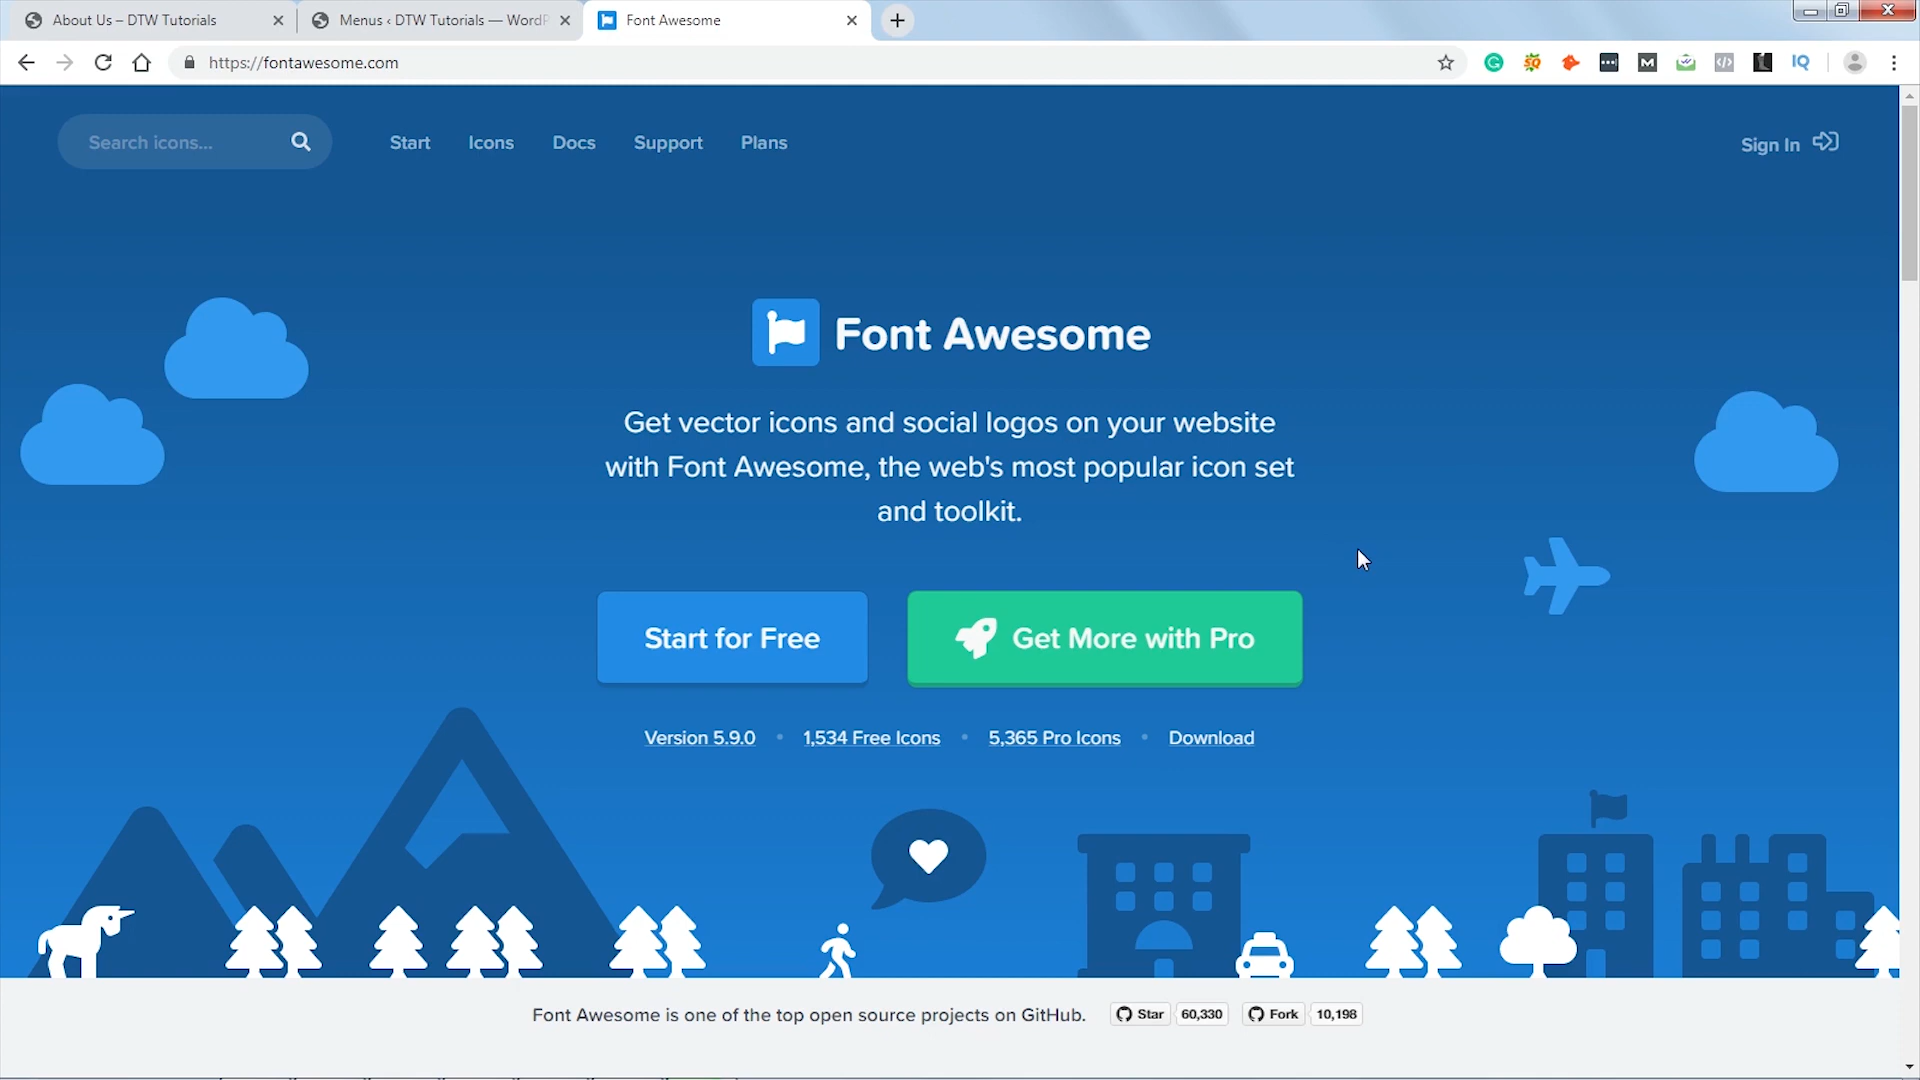 About Us – DTW Tutorials
Menus ‹ DTW Tutorials — WordP
Font Awesome
https://fontawesome.com
IQ
Search icons...
Start
Icons
Docs
Support
Plans
Sign In
Font Awesome
Get vector icons and social logos on your website
with Font Awesome, the web's most popular icon set
and toolkit.
Start for Free
Get More with Pro
Version 5.9.0 • 1,534 Free Icons • 5,365 Pro Icons • Download
Font Awesome is one of the top open source projects on GitHub.
Star 60,330
Fork 10,198